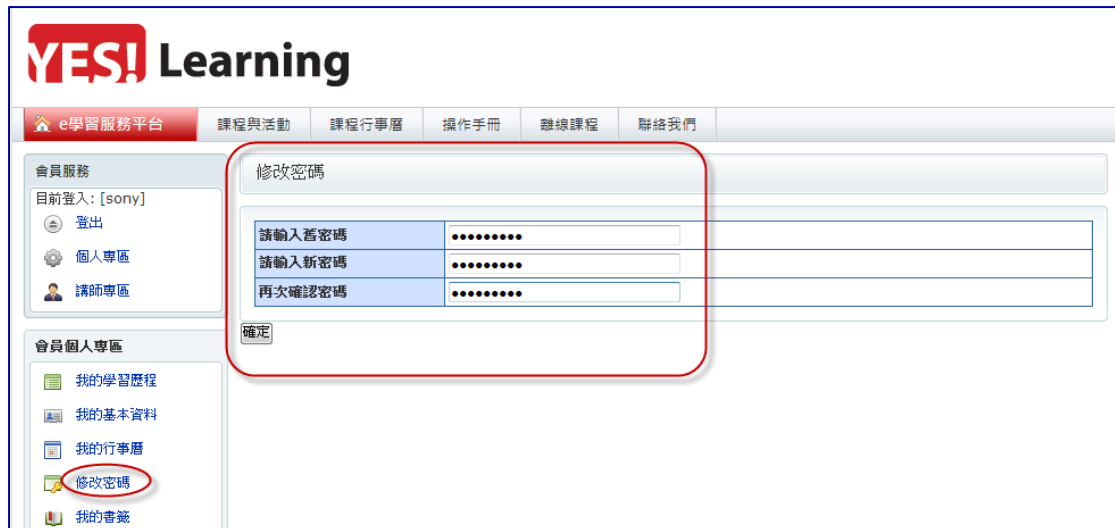 YES! Learning
e學習服務平台 課程與活動 課程行事曆 操作手冊 離線課程 聯絡我們
會員服務
目前登入: [sony]
登出
個人專區
講師專區
會員個人專區
我的學習歷程
我的基本資料
我的行事曆
修改密碼
我的書籤
修改密碼
請輸入舊密碼 •••••••••
請輸入新密碼 •••••••••
再次確認密碼 •••••••••
確定